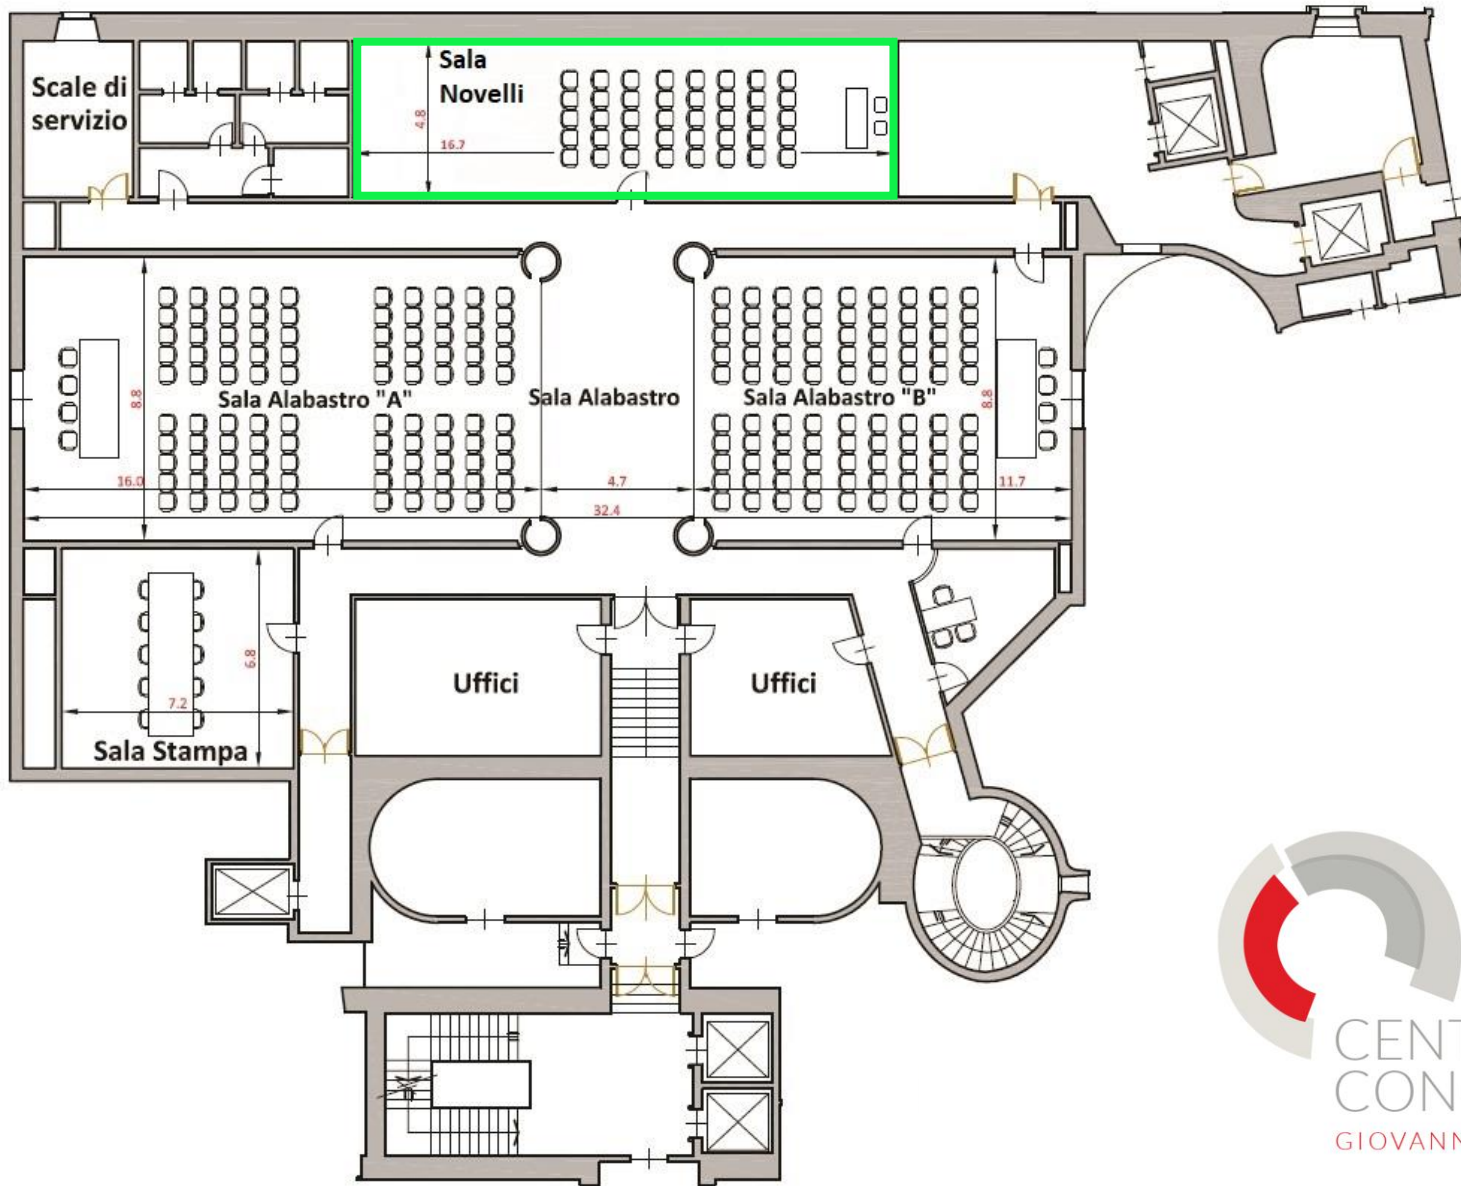 Scale di
servizio
Sala
Novelli
4.8
16.7
8.8
Sala Alabastro "A"
Sala Alabastro
Sala Alabastro "B"
8.8
16.0
4.7
11.7
32.4
6.8
7.2
Sala Stampa
Uffici
Uffici
CENT
CON
GIOVANN